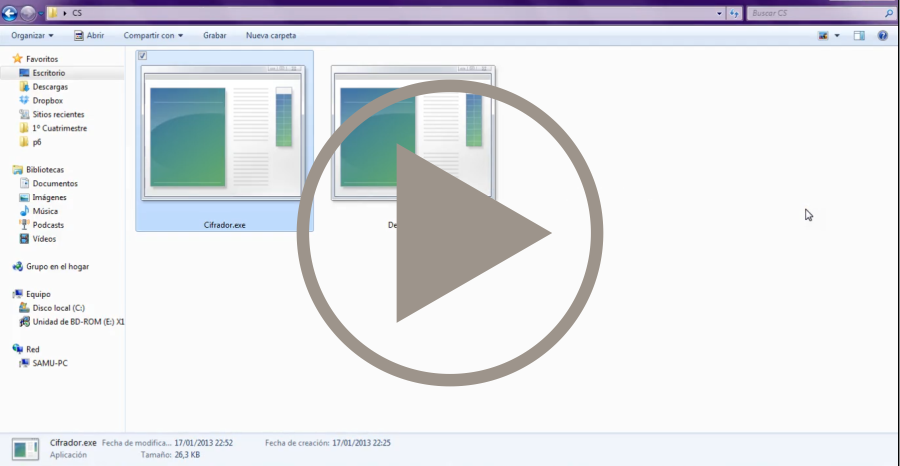 CS
Buscar CS
Organizar Abrir Compartir con Grabar Nueva carpeta
Favoritos
Escritorio
Descargas
Dropbox
Sitios recientes
1º Cuatrimestre
p6
Bibliotecas
Documentos
Imágenes
Música
Podcasts
Vídeos
Grupo en el hogar
Equipo
Disco local (C:)
Unidad de BD-ROM (E:) X1
Red
SAMU-PC
Cifrador.exe
Cifrador.exe Fecha de modifica... 17/01/2013 22:52 Fecha de creación: 17/01/2013 22:25
Aplicación Tamaño: 26,3 KB